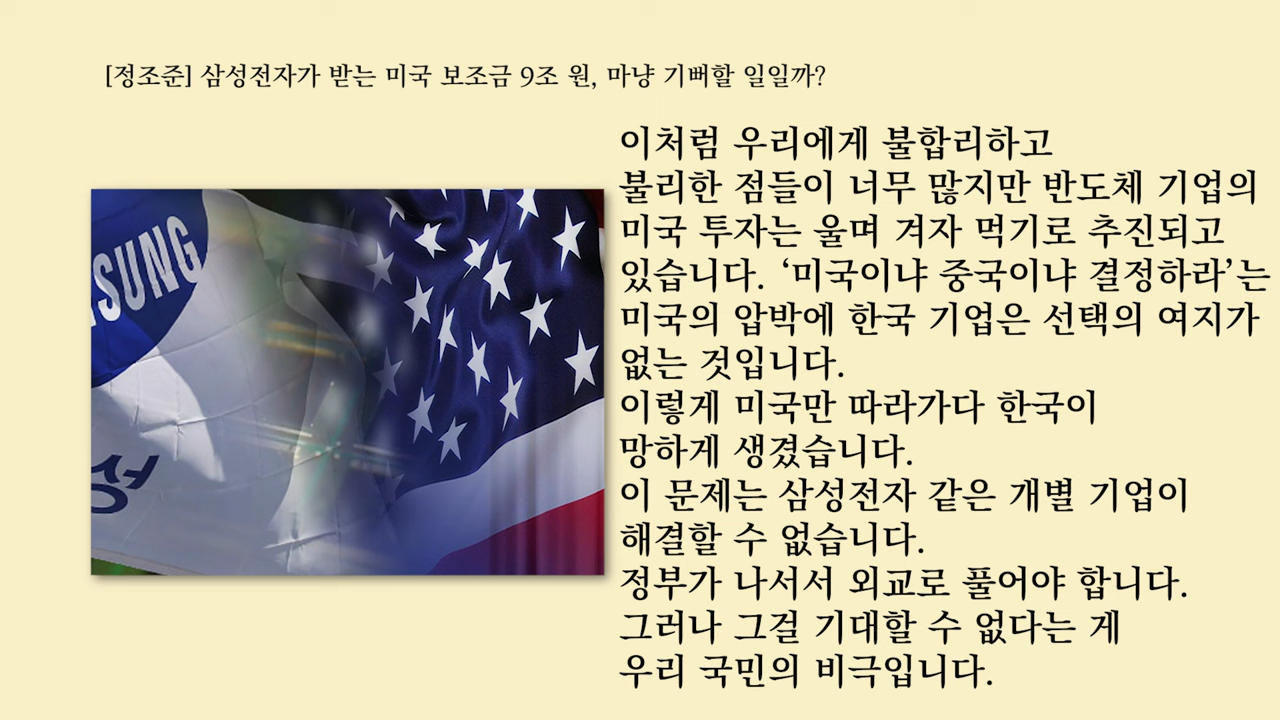 [정조준] 삼성전자가 받는 미국 보조금 9조 원, 마냥 기뻐할 일일까?
이처럼 우리에게 불합리하고
불리한 점들이 너무 많지만 반도체 기업의
미국 투자는 울며 겨자 먹기로 추진되고
있습니다. ‘미국이냐 중국이냐 결정하라’는
미국의 압박에 한국 기업은 선택의 여지가
없는 것입니다.
이렇게 미국만 따라가다 한국이
망하게 생겼습니다.
이 문제는 삼성전자 같은 개별 기업이
해결할 수 없습니다.
정부가 나서서 외교로 풀어야 합니다.
그러나 그걸 기대할 수 없다는 게
우리 국민의 비극입니다.
SUNG
성